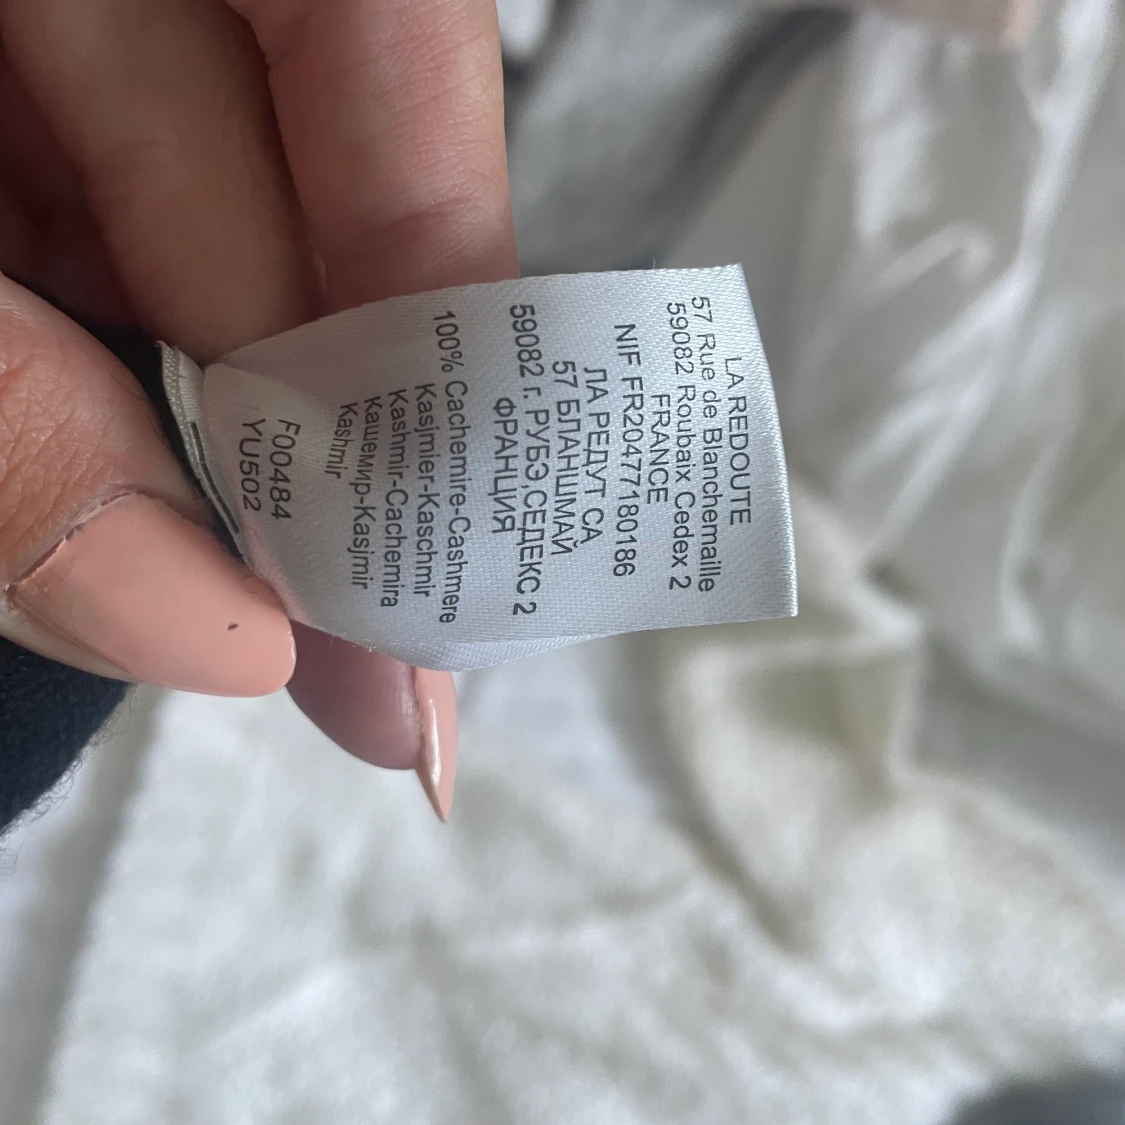 LA REDOUTE
57 Rue de Blanchemaille
59082 Roubaix Cedex 2
FRANCE
NIF FR20477180186
ЛА РЕДУТ СА
57 БЛАНШМАЙ
59082 г. РУБЭ,СЕДЕКС 2
ФРАНЦИЯ
100% Cachemire-Cashmere
Kasjmier-Kaschmir
Kashmir-Cachemira
Кашемир-Kasjmir
Kashmir
F00484
YU502